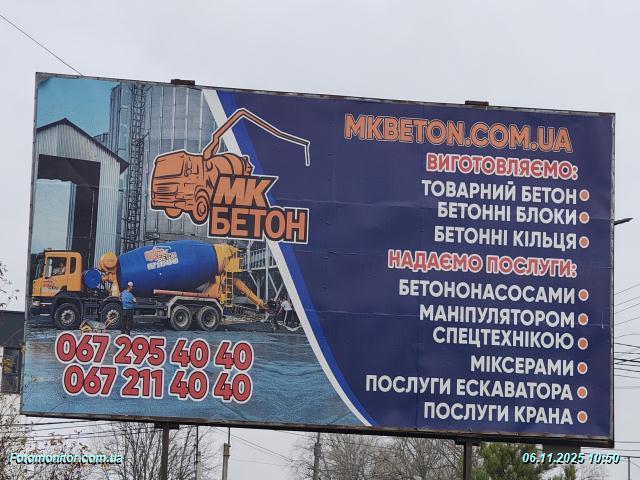 MKBETON.COM.UA
ВИГОТОВЛЯЄМО:
ТОВАРНИЙ БЕТОН
БЕТОННІ БЛОКИ
БЕТОННІ КІЛЬЦЯ
НАДАЄМО ПОСЛУГИ:
БЕТОНОНАСОСАМИ
МАНІПУЛЯТОРОМ
СПЕЦТЕХНІКОЮ
МІКСЕРАМИ
ПОСЛУГИ ЕСКАВАТОРА
ПОСЛУГИ КРАНА
МК
БЕТОН
067 295 40 40
067 211 40 40
Fotomonitor.com.ua
06.11.2025 10:50